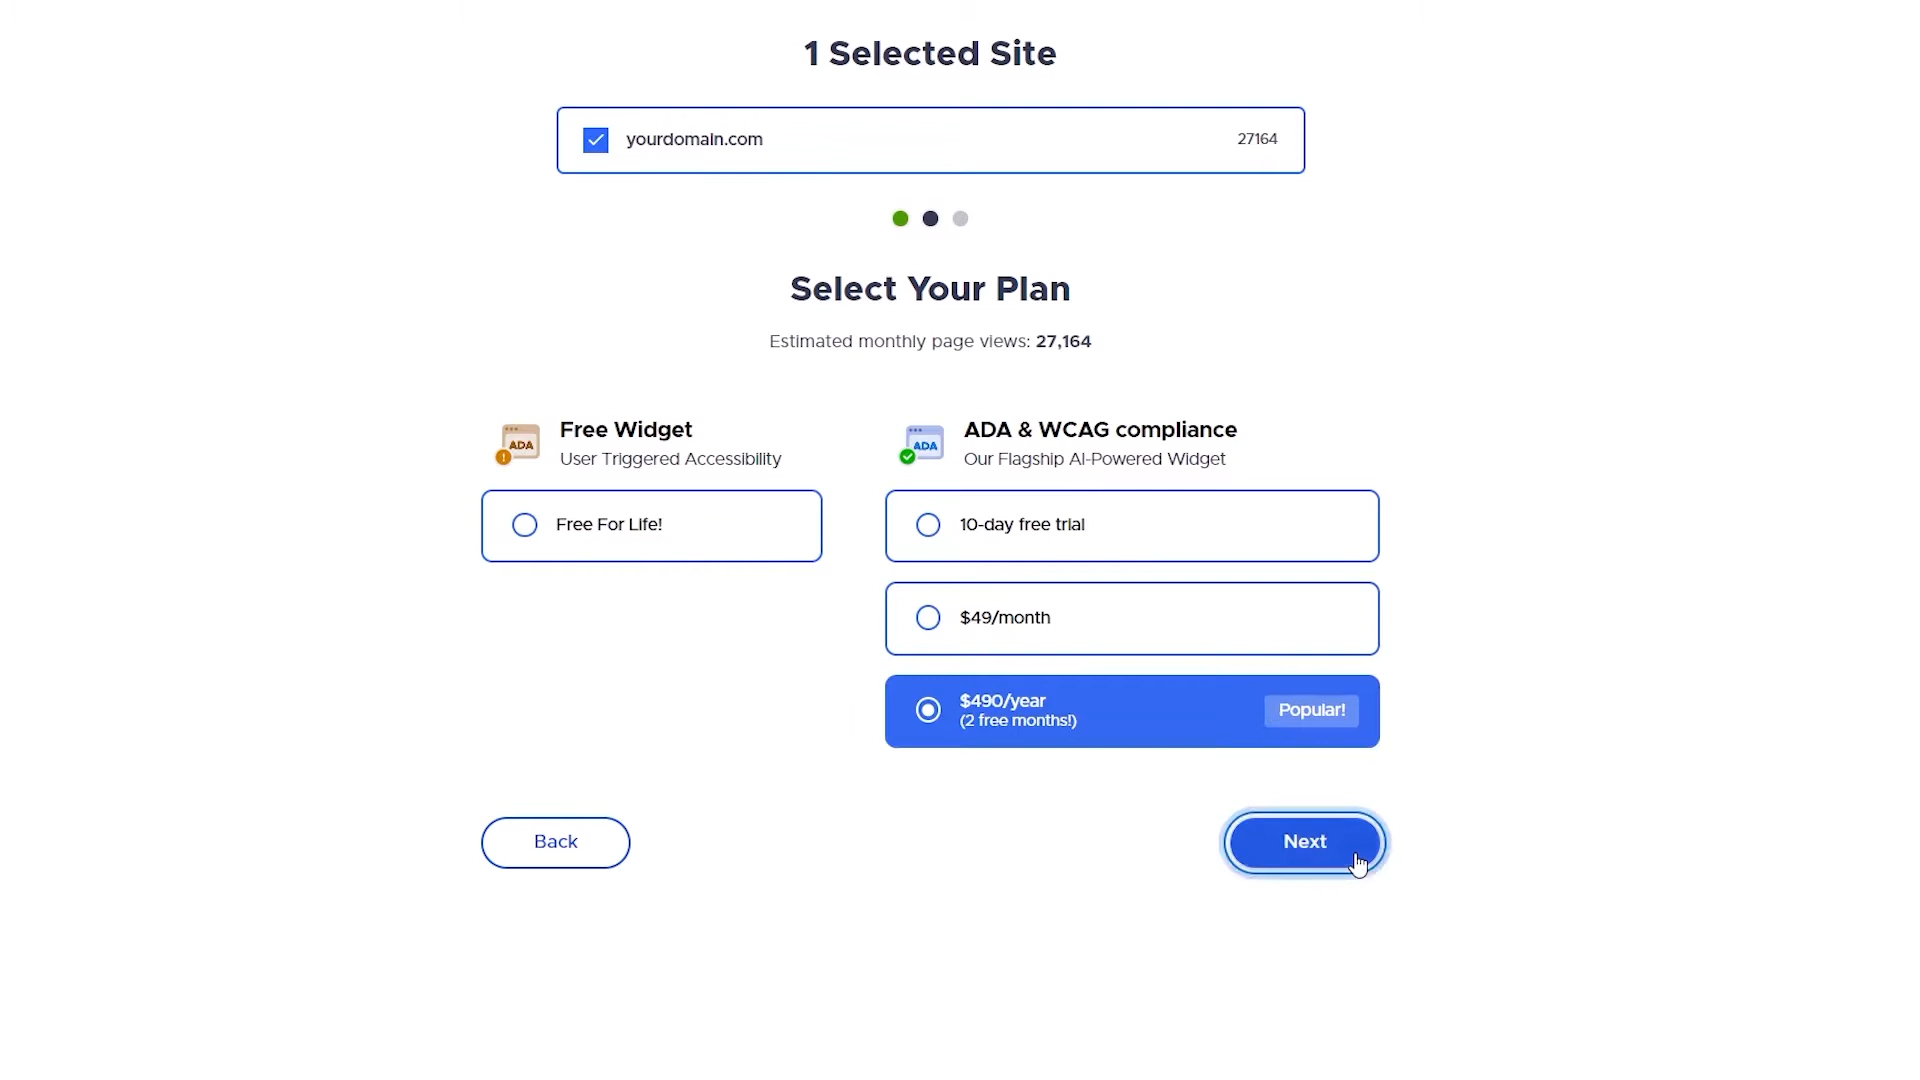 1 Selected Site
yourdomain.com 27164
Select Your Plan
Estimated monthly page views: 27,164
ADA
Free Widget
User Triggered Accessibility
Free For Life!
ADA
ADA & WCAG compliance
Our Flagship AI-Powered Widget
10-day free trial
$49/month
$490/year
(2 free months!)
Popular!
Back
Next